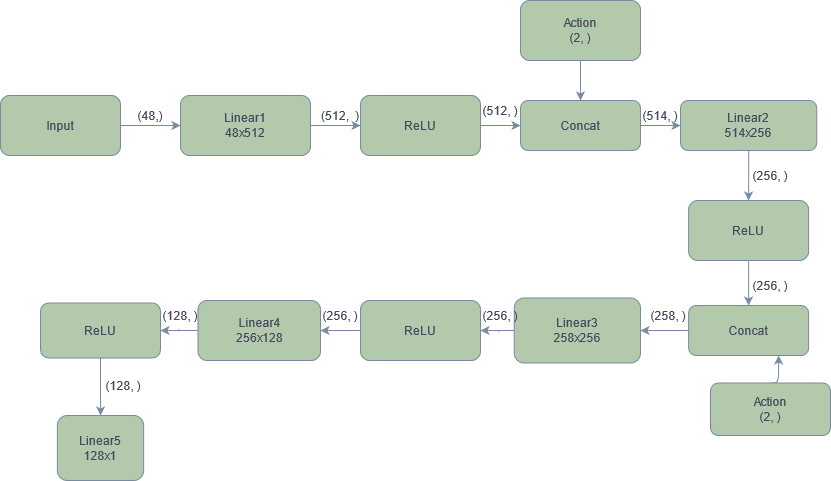 Action
(2, )
Input
(48,)
Linear1
48x512
(512, )
ReLU
(512, )
Concat
(514, )
Linear2
514x256
(256, )
ReLU
(256, )
Concat
Action
(2, )
(258, )
Linear3
258x256
(256, )
ReLU
(256, )
Linear4
256x128
(128, )
ReLU
(128, )
Linear5
128x1